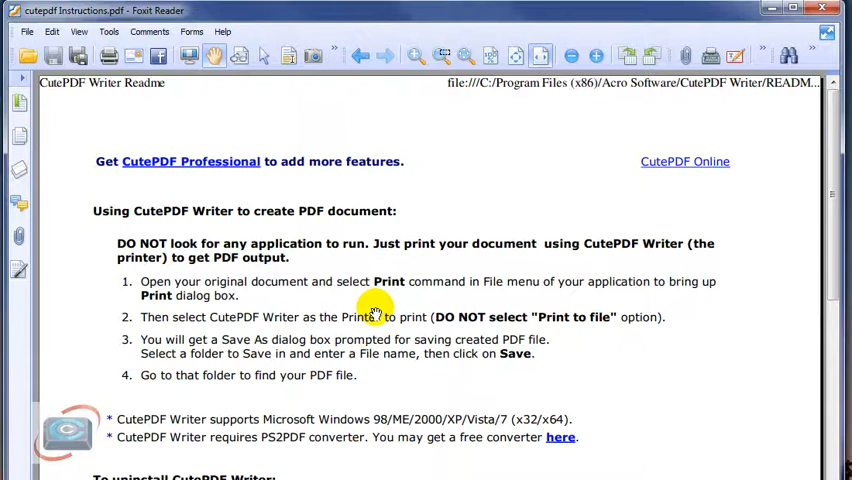 cutepdf Instructions.pdf - Foxit Reader
File Edit View Tools Comments Forms Help
CutePDF Writer Readme file:///C:/Program Files (x86)/Acro Software/CutePDF Writer/READM...
Get CutePDF Professional to add more features. CutePDF Online
Using CutePDF Writer to create PDF document:
DO NOT look for any application to run. Just print your document using CutePDF Writer (the
printer) to get PDF output.
1. Open your original document and select Print command in File menu of your application to bring up
Print dialog box.
2. Then select CutePDF Writer as the Printer to print (DO NOT select "Print to file" option).
3. You will get a Save As dialog box prompted for saving created PDF file.
Select a folder to Save in and enter a File name, then click on Save.
4. Go to that folder to find your PDF file.
* CutePDF Writer supports Microsoft Windows 98/ME/2000/XP/Vista/7 (x32/x64).
* CutePDF Writer requires PS2PDF converter. You may get a free converter here.
To uninstall CutePDF Writer: